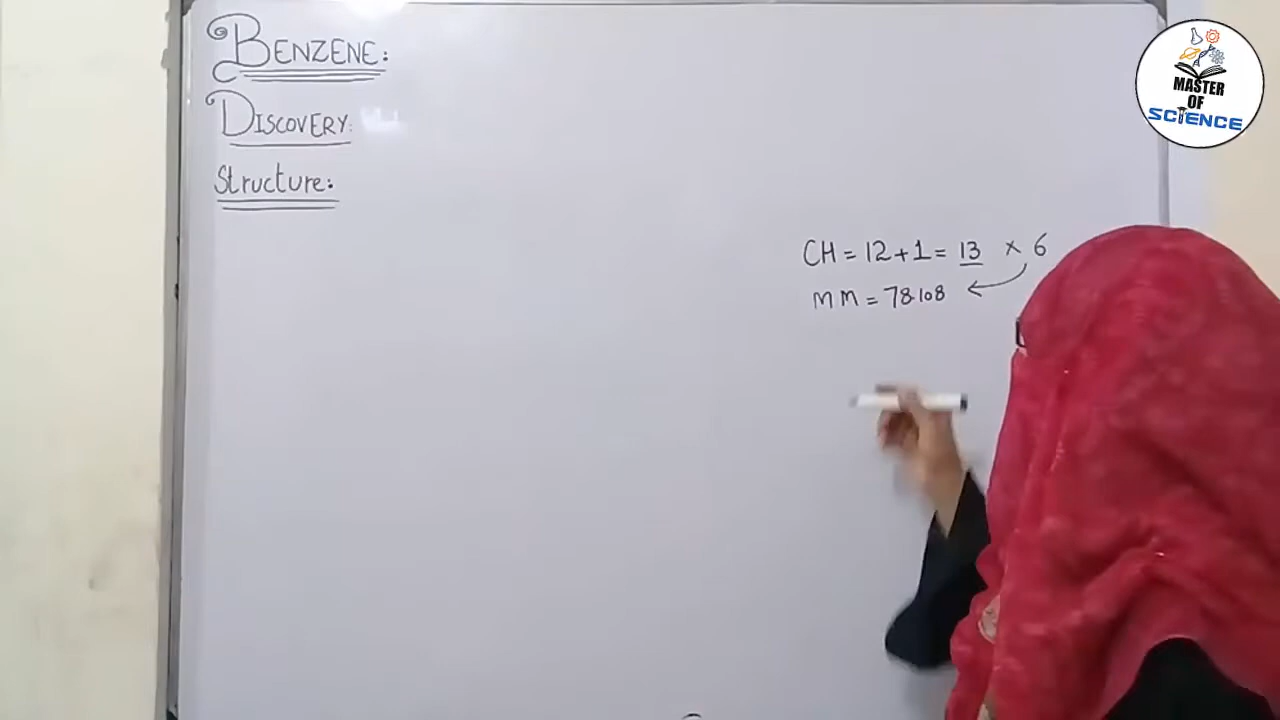 BENZENE:
DISCOVERY:
Structure:
CH = 12 + 1 = 13 × 6
MM = 78.108
MASTER
OF
SCIENCE